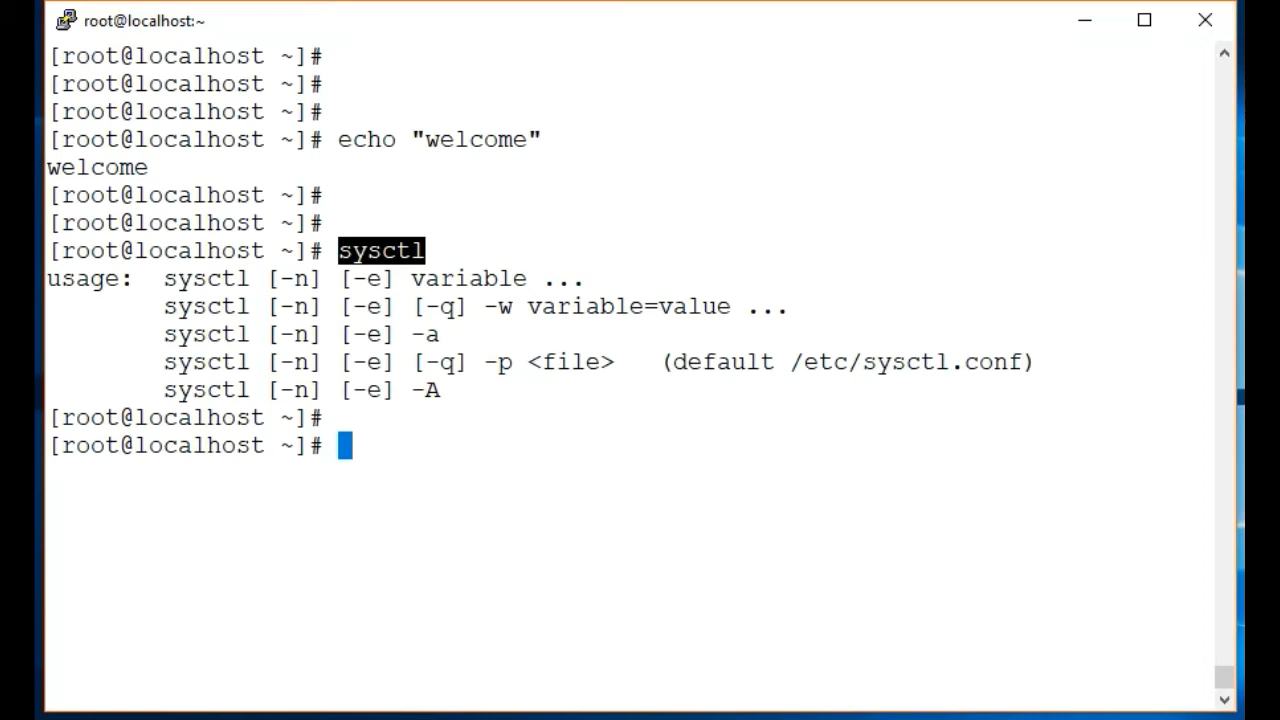 root@localhost:~
[root@localhost ~]#
[root@localhost ~]#
[root@localhost ~]#
[root@localhost ~]# echo "welcome"
welcome
[root@localhost ~]#
[root@localhost ~]#
[root@localhost ~]# sysctl
usage:  sysctl [-n] [-e] variable ...
        sysctl [-n] [-e] [-q] -w variable=value ...
        sysctl [-n] [-e] -a
        sysctl [-n] [-e] [-q] -p <file>   (default /etc/sysctl.conf)
        sysctl [-n] [-e] -A
[root@localhost ~]#
[root@localhost ~]#